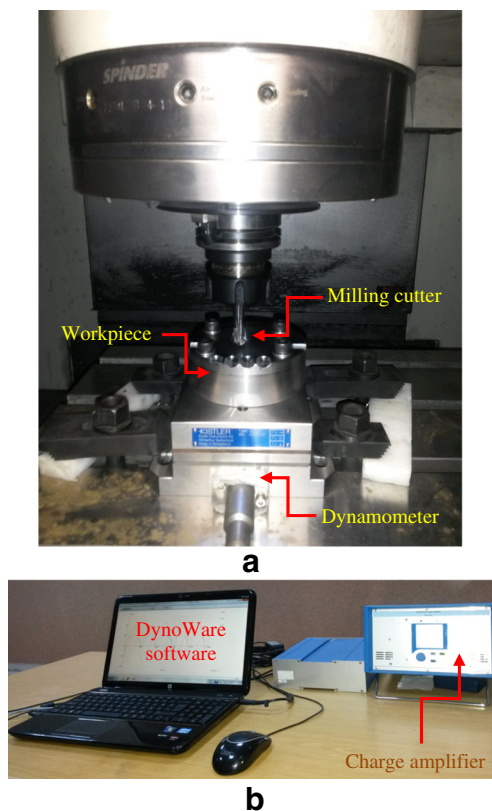 SPINDER
Milling cutter
Workpiece
KISTLER
Dynamometer
a
DynoWare
software
Charge amplifier
b